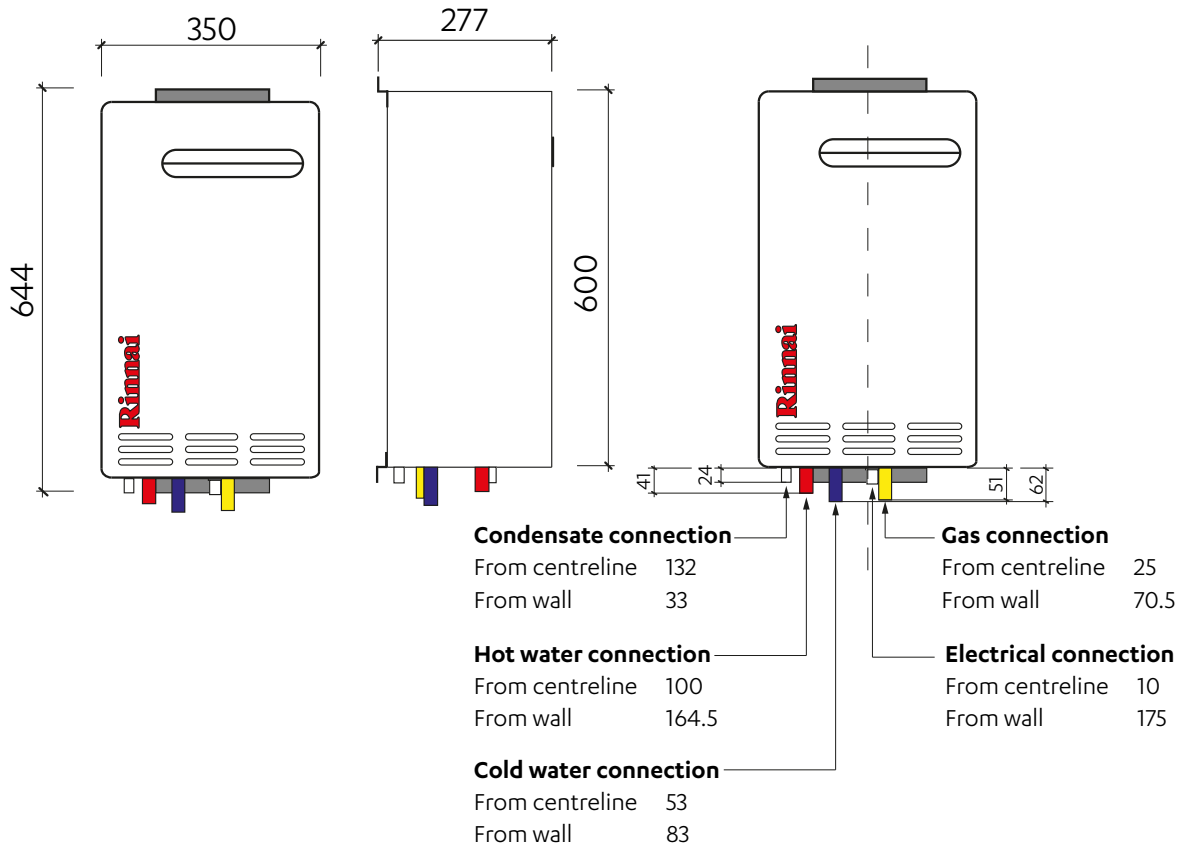 350
277
644
600
Rinnai
Rinnai
41
24
51
62
Condensate connection
From centreline 132
From wall 33
Gas connection
From centreline 25
From wall 70.5
Hot water connection
From centreline 100
From wall 164.5
Electrical connection
From centreline 10
From wall 175
Cold water connection
From centreline 53
From wall 83